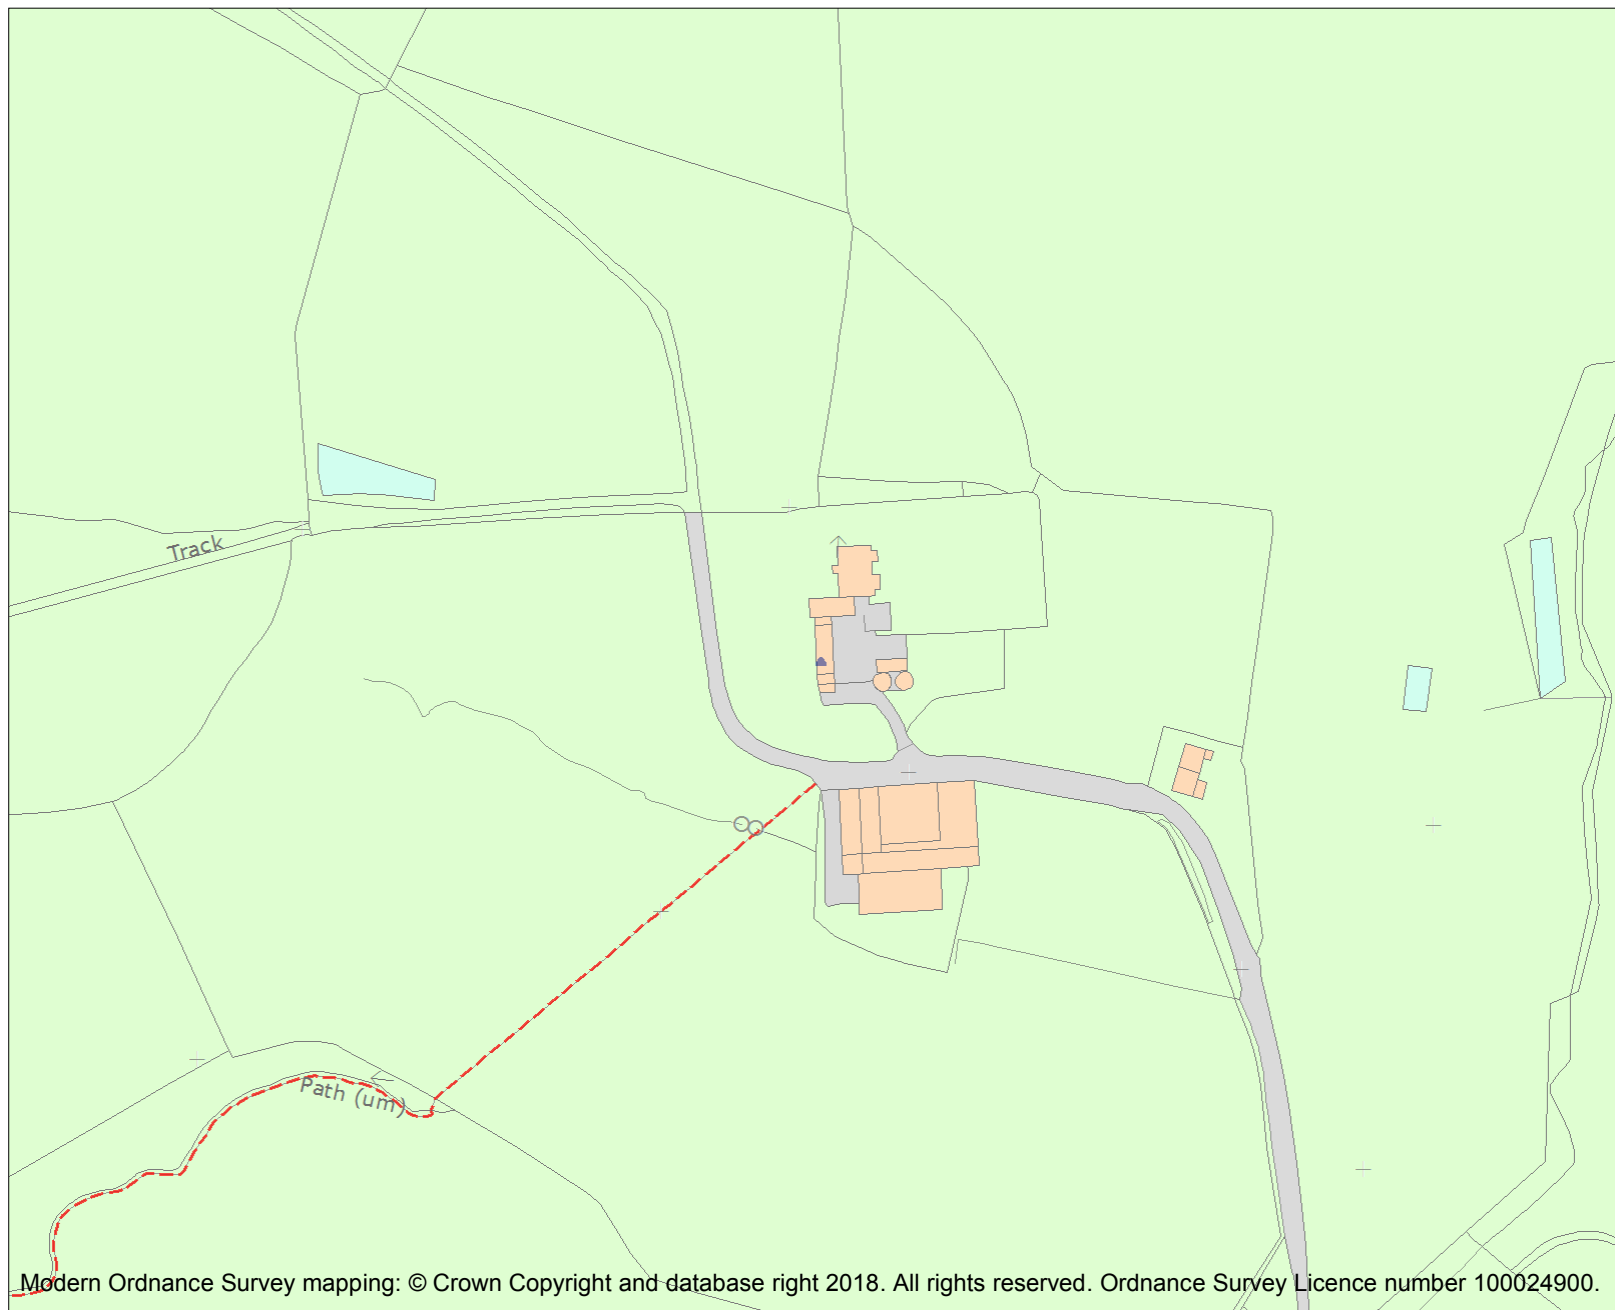 Track
Path (um)
Modern Ordnance Survey mapping: © Crown Copyright and database right 2018. All rights reserved. Ordnance Survey Licence number 100024900.